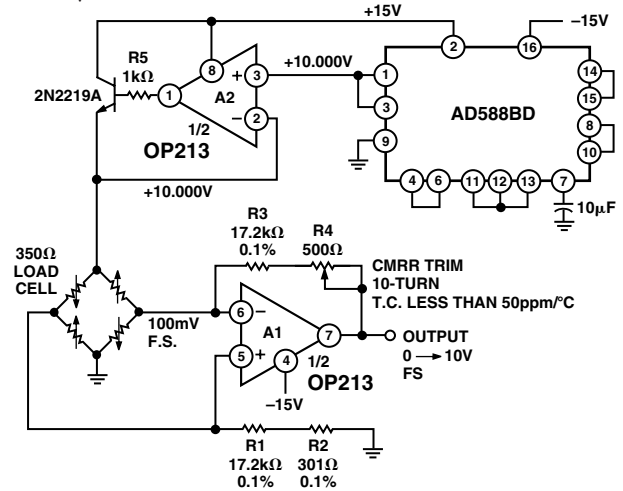 +15V
–15V
R5
1kΩ
+10.000V
2
16
8
+
3
1
14
2N2219A
1
A2
3
15
–
2
AD588BD
8
1/2
9
10
OP213
4
6
11
12
13
7
+10.000V
10µF
R3
17.2kΩ
0.1%
R4
500Ω
350Ω
LOAD
CELL
CMRR TRIM
10-TURN
T.C. LESS THAN 50ppm/°C
100mV
F.S.
6
–
A1
7
OUTPUT
0 → 10V
FS
5
+
4
1/2
OP213
–15V
R1
17.2kΩ
0.1%
R2
301Ω
0.1%